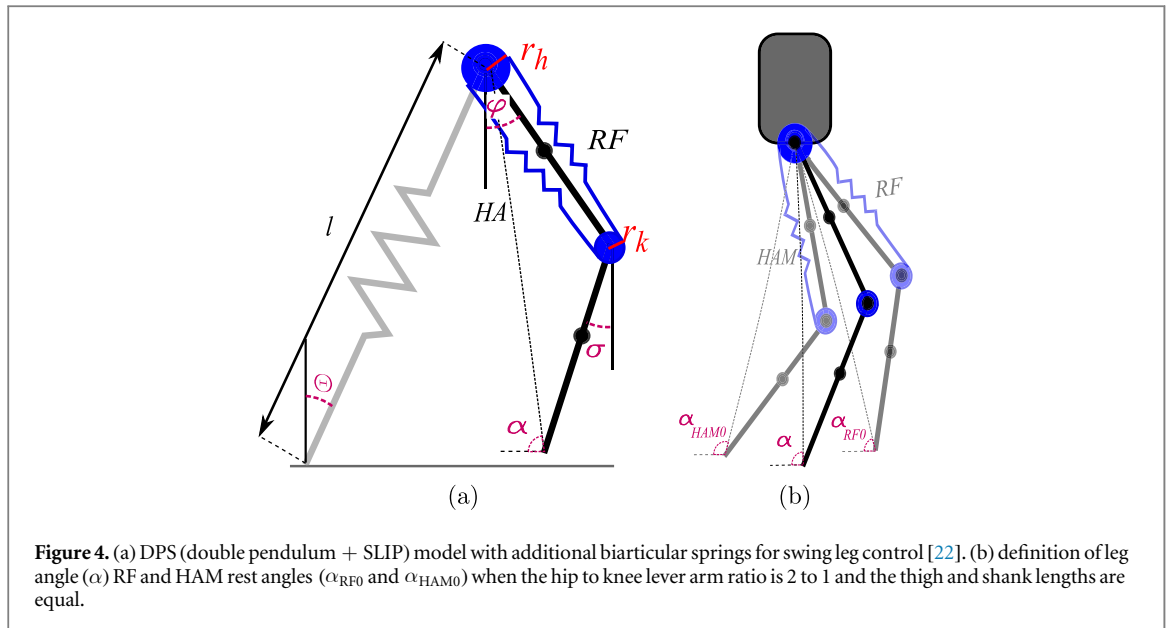 r_h
φ
RF
l
HA
r_k
σ
Θ
α
(a)
RF
HAM
α_HAM0
α
α_RF0
(b)
Figure 4. (a) DPS (double pendulum + SLIP) model with additional biarticular springs for swing leg control [22]. (b) definition of leg
angle (α) RF and HAM rest angles (α_RF0 and α_HAM0) when the hip to knee lever arm ratio is 2 to 1 and the thigh and shank lengths are
equal.